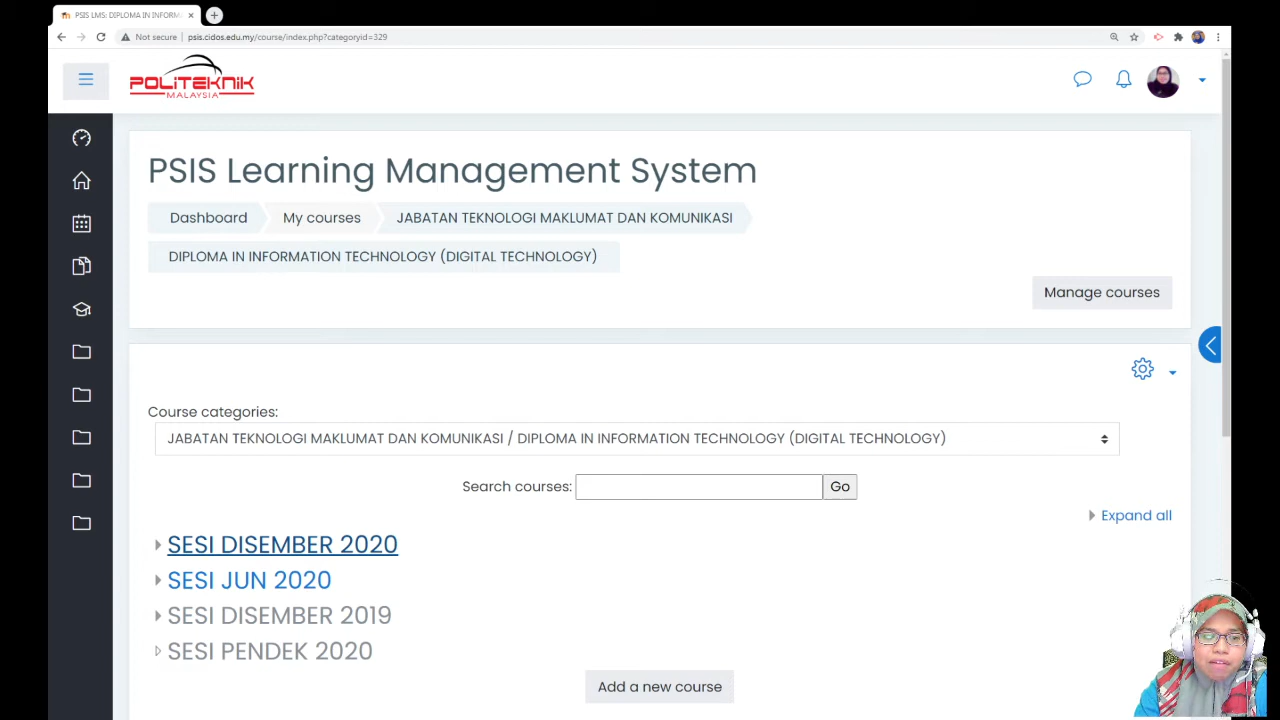 PSIS LMS: DIPLOMA IN INFORM
Not secure | psis.cidos.edu.my/course/index.php?categoryid=329
POLITEKNIK
MALAYSIA
PSIS Learning Management System
Dashboard
My courses
JABATAN TEKNOLOGI MAKLUMAT DAN KOMUNIKASI
DIPLOMA IN INFORMATION TECHNOLOGY (DIGITAL TECHNOLOGY)
Manage courses
Course categories:
JABATAN TEKNOLOGI MAKLUMAT DAN KOMUNIKASI / DIPLOMA IN INFORMATION TECHNOLOGY (DIGITAL TECHNOLOGY)
Search courses:
Go
Expand all
SESI DISEMBER 2020
SESI JUN 2020
SESI DISEMBER 2019
SESI PENDEK 2020
Add a new course